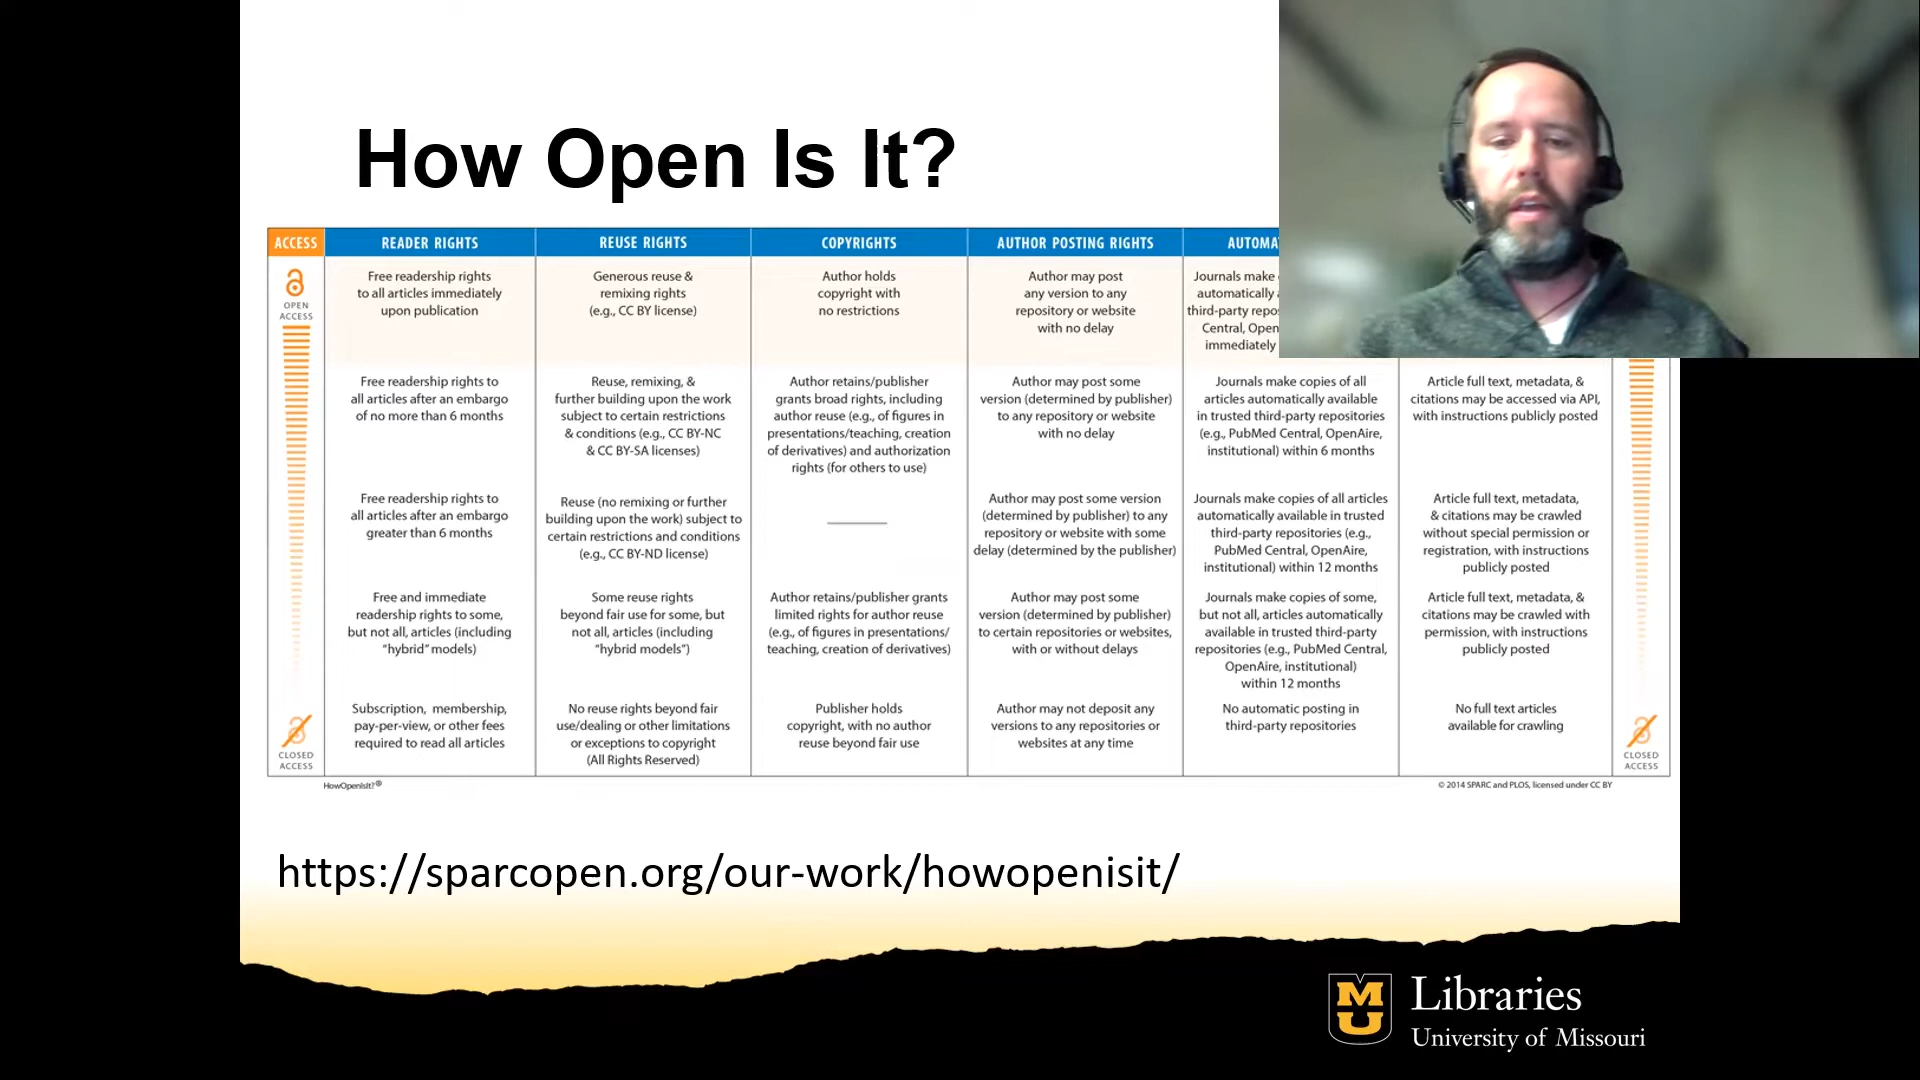 How Open Is It?
ACCESS
READER RIGHTS
REUSE RIGHTS
COPYRIGHTS
AUTHOR POSTING RIGHTS
OPEN
ACCESS
Free readership rights
to all articles immediately
upon publication
Generous reuse &
remixing rights
(e.g., CC BY license)
Author holds
copyright with
no restrictions
Author may post
any version to any
repository or website
with no delay
Journals make
automatically
third-party
Central,
immediately
Free readership rights to
all articles after an embargo
of no more than 6 months
Reuse, remixing, &
further building upon the work
subject to certain restrictions
& conditions (e.g., CC BY-NC
& CC BY-SA licenses)
Author retains/publisher
grants broad rights, including
author reuse (e.g., of figures in
presentations/teaching, creation
of derivatives) and authorization
rights (for others to use)
Author may post some
version (determined by publisher)
to any repository or website
with no delay
Journals make copies of all
articles automatically available
in trusted third-party repositories
(e.g., PubMed Central, OpenAire,
institutional) within 6 months
Article full text, metadata, &
citations may be accessed via API,
with instructions publicly posted
Free readership rights to
all articles after an embargo
greater than 6 months
Reuse (no remixing or further
building upon the work) subject to
certain restrictions and conditions
(e.g., CC BY-ND license)
Author may post some version
(determined by publisher) to any
repository or website with some
delay (determined by the publisher)
Journals make copies of all articles
automatically available in trusted
third-party repositories (e.g.,
PubMed Central, OpenAire,
institutional) within 12 months
Article full text, metadata,
& citations may be crawled
without special permission or
registration, with instructions
publicly posted
Free and immediate
readership rights to some,
but not all, articles (including
"hybrid" models)
Some reuse rights
beyond fair use for some, but
not all, articles (including
"hybrid models")
Author retains/publisher grants
limited rights for author reuse
(e.g., of figures in presentations/
teaching, creation of derivatives)
Author may post some
version (determined by publisher)
to certain repositories or websites,
with or without delays
Journals make copies of some,
but not all, articles automatically
available in trusted third-party
repositories (e.g., PubMed Central,
OpenAire, institutional)
within 12 months
Article full text, metadata, &
citations may be crawled with
permission, with instructions
publicly posted
CLOSED
ACCESS
Subscription, membership,
pay-per-view, or other fees
required to read all articles
No reuse rights beyond fair
use/dealing or other limitations
or exceptions to copyright
(All Rights Reserved)
Publisher holds
copyright, with no author
reuse beyond fair use
Author may not deposit any
versions to any repositories or
websites at any time
No automatic posting in
third-party repositories
No full text articles
available for crawling
CLOSED
ACCESS
HowOpenIsIt?®
© 2014 SPARC and PLOS, licensed under CC BY
https://sparcopen.org/our-work/howopenisit/
MU
Libraries
University of Missouri